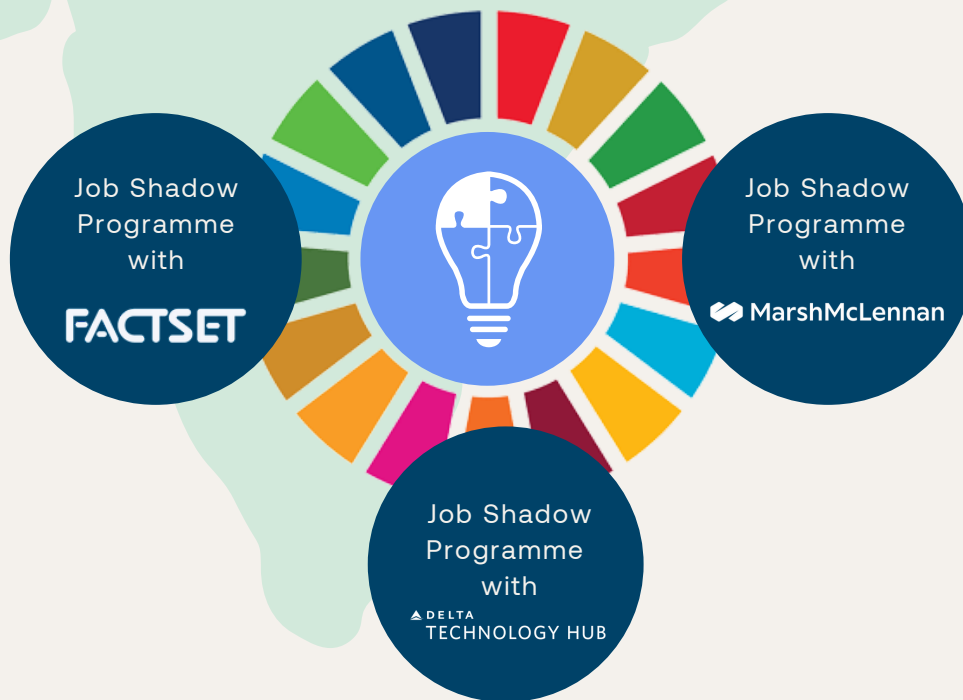 Job Shadow
Programme
with
FACTSET
Job Shadow
Programme
with
MarshMcLennan
Job Shadow
Programme
with
DELTA
TECHNOLOGY HUB